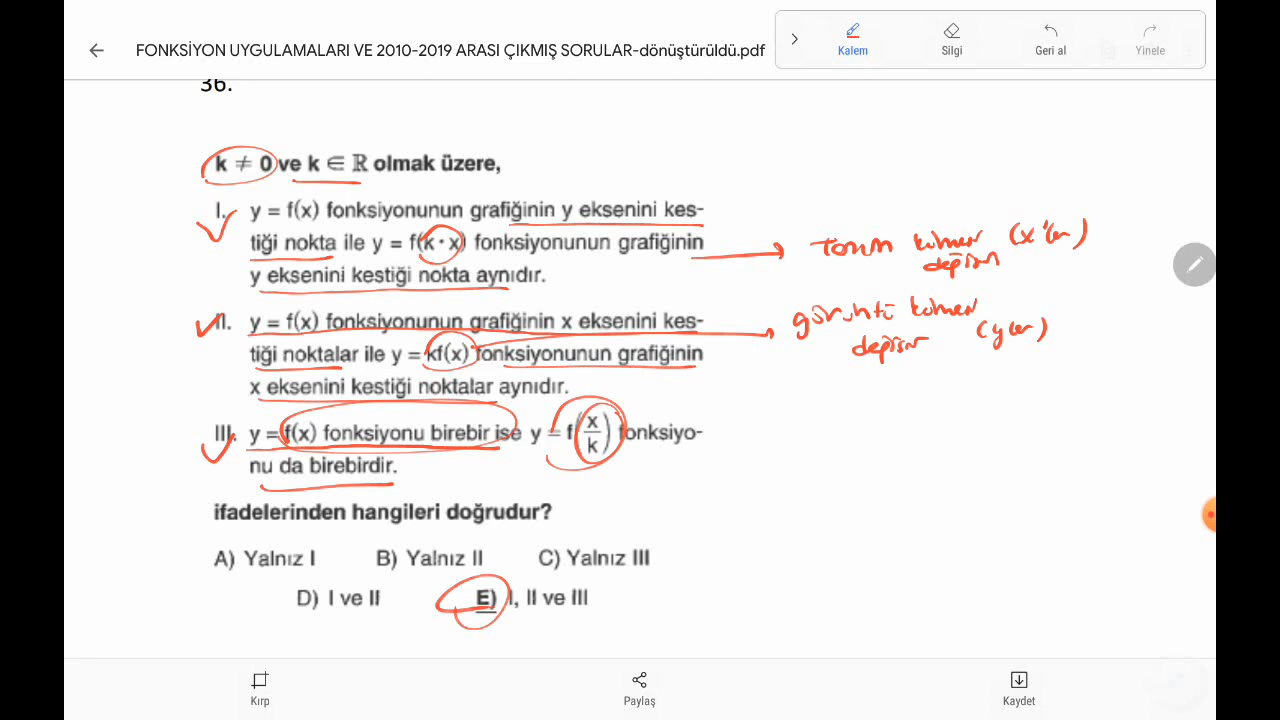 FONKSİYON UYGULAMALARI VE 2010-2019 ARASI ÇIKMIŞ SORULAR-dönüştürüldü.pdf
Kalem
Silgi
Geri al
Yinele
36.
k ≠ 0 ve k ∈ ℝ olmak üzere,
I. y = f(x) fonksiyonunun grafiğinin y eksenini kes-
tiği nokta ile y = f(k · x) fonksiyonunun grafiğinin
y eksenini kestiği nokta aynıdır.
Tanım kümesi (x'ler)
değişir
II. y = f(x) fonksiyonunun grafiğinin x eksenini kes-
tiği noktalar ile y = kf(x) fonksiyonunun grafiğinin
x eksenini kestiği noktalar aynıdır.
görüntü kümesi
değişir (y ler)
III. y = f(x) fonksiyonu birebir ise y = f(x/k) fonksiyo-
nu da birebirdir.
ifadelerinden hangileri doğrudur?
A) Yalnız I B) Yalnız II C) Yalnız III
D) I ve II E) I, II ve III
Kırp
Paylaş
Kaydet